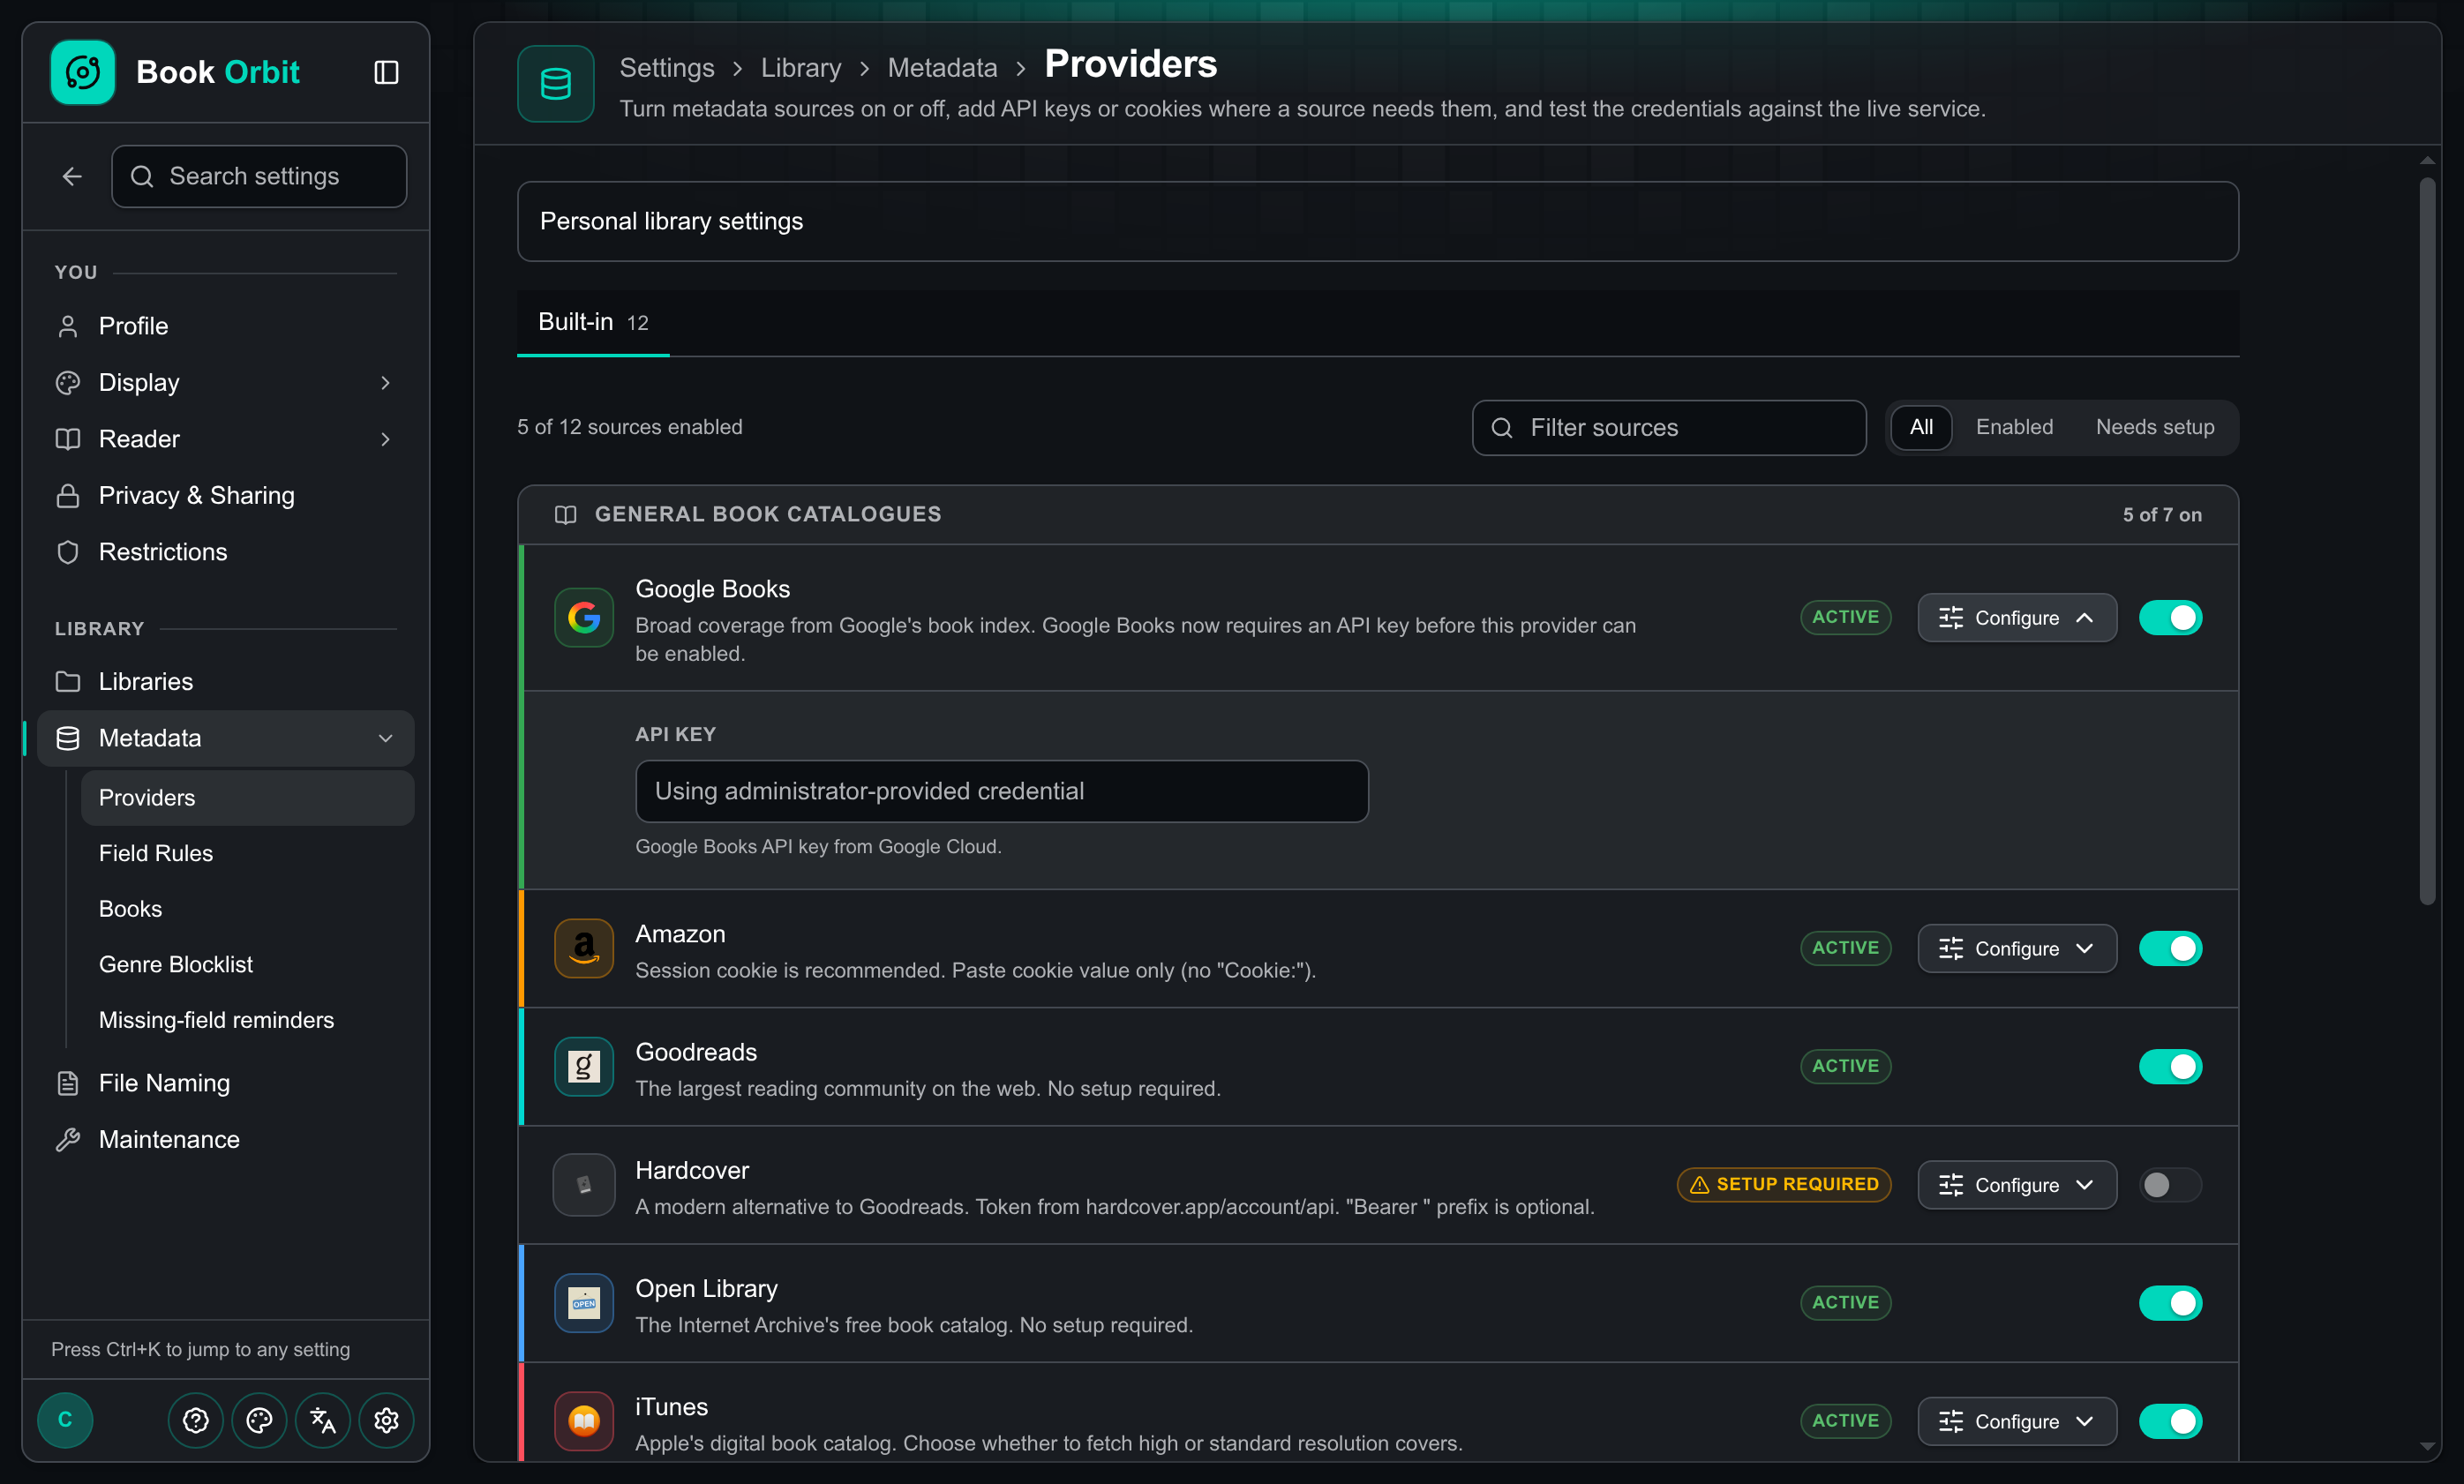 Book Orbit
Search settings
YOU
Profile
Display
Reader
Privacy & Sharing
Restrictions
LIBRARY
Libraries
Metadata
Providers
Field Rules
Books
Genre Blocklist
Missing-field reminders
File Naming
Maintenance
Press Ctrl+K to jump to any setting
C
Settings > Library > Metadata > Providers
Turn metadata sources on or off, add API keys or cookies where a source needs them, and test the credentials against the live service.
Personal library settings
Built-in 12
5 of 12 sources enabled
Filter sources
All Enabled Needs setup
GENERAL BOOK CATALOGUES 5 of 7 on
Google Books
Broad coverage from Google's book index. Google Books now requires an API key before this provider can
be enabled.
ACTIVE Configure
API KEY
Using administrator-provided credential
Google Books API key from Google Cloud.
Amazon
Session cookie is recommended. Paste cookie value only (no "Cookie:").
ACTIVE Configure
Goodreads
The largest reading community on the web. No setup required.
ACTIVE
Hardcover
A modern alternative to Goodreads. Token from hardcover.app/account/api. "Bearer " prefix is optional.
SETUP REQUIRED Configure
OPEN
Open Library
The Internet Archive's free book catalog. No setup required.
ACTIVE
iTunes
Apple's digital book catalog. Choose whether to fetch high or standard resolution covers.
ACTIVE Configure